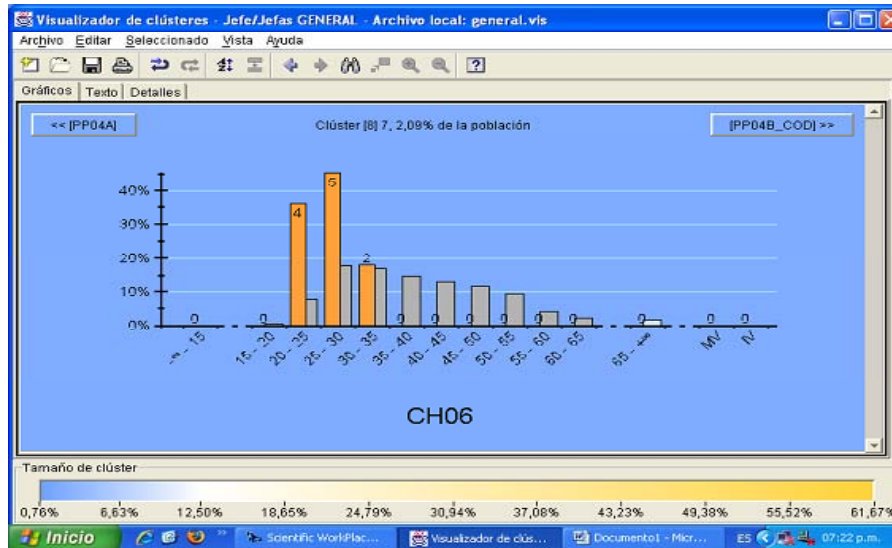 Visualizador de clústeres - Jefe/Jefas GENERAL - Archivo local: general.vis
Archivo Editar Seleccionado Vista Ayuda
Gráficos Texto Detalles
<< [PP04A] Clúster [8] 7, 2,09% de la población [PP04B_COD] >>
40%
30%
20%
10%
0%
0 0 4 5 2 0 0 0 0 0 0 0 0 0
15 - 20 20 - 25 25 - 30 30 - 35 35 - 40 40 - 45 45 - 50 50 - 55 55 - 60 60 - 65 MV IV
CH06
Tamaño de clúster
0,76% 6,63% 12,50% 18,65% 24,79% 30,94% 37,08% 43,23% 49,38% 55,52% 61,67%
Inicio Scientific WorkPlac... Visualizador de clús... Documento1 - Micr... ES 07:22 p.m.